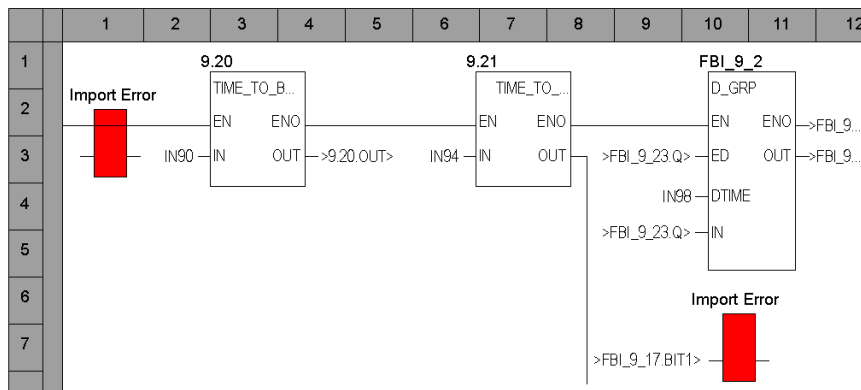 1 2 3 4 5 6 7 8 9 10 11 12
1
9.20 9.21 FBI_9_2
TIME_TO_B... TIME_TO_... D_GRP
Import Error
2
EN ENO EN ENO EN ENO >FBI_9...
3
IN90 IN OUT >9.20.OUT> IN94 IN OUT >FBI_9_23.Q> ED OUT >FBI_9...
4
IN98 DTIME
5
>FBI_9_23.Q> IN
6
Import Error
7
>FBI_9_17.BIT1>